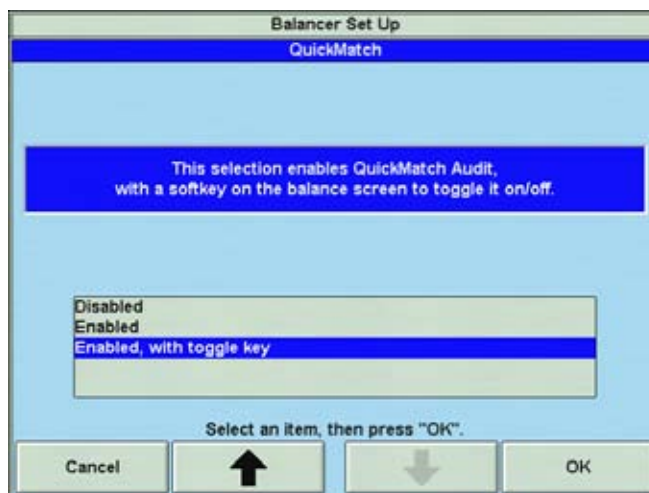 Balancer Set Up
QuickMatch
This selection enables QuickMatch Audit,
with a softkey on the balance screen to toggle it on/off.
Disabled
Enabled
Enabled, with toggle key
Select an item, then press "OK".
Cancel
OK